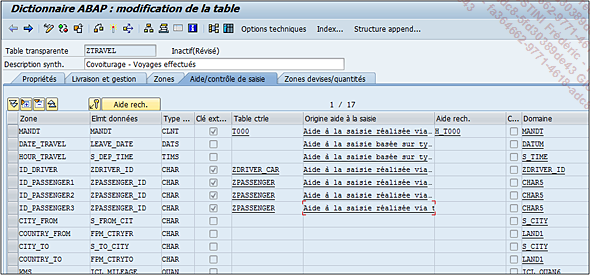 Dictionnaire ABAP : modification de la table
Options techniques Index... Structure append...
Table transparente ZTRAVEL Inactif(Révisé)
Description synth. Covoiturage - Voyages effectués
Propriétés Livraison et gestion Zones Aide/contrôle de saisie Zones devises/quantités
Aide rech. 1 / 17
Zone Elmt données Type ... Clé ext... Table ctrle Origine aide à la saisie Aide rech. C... Domaine
MANDT MANDT CLNT T000 Aide à la saisie réalisée via… H_T000 MANDT
DATE_TRAVEL LEAVE_DATE DATS Aide à la saisie basée sur ty… DATUM
HOUR_TRAVEL S_DEP_TIME TIMS Aide à la saisie basée sur ty… S_TIME
ID_DRIVER ZDRIVER_ID CHAR ZDRIVER_CAR Aide à la saisie réalisée via… ZDRIVER_ID
ID_PASSENGER1 ZPASSENGER_ID CHAR ZPASSENGER Aide à la saisie réalisée via… CHAR5
ID_PASSENGER2 ZPASSENGER_ID CHAR ZPASSENGER Aide à la saisie réalisée via… CHAR5
ID_PASSENGER3 ZPASSENGER_ID CHAR ZPASSENGER Aide à la saisie réalisée via t CHAR5
CITY_FROM S_FROM_CIT CHAR S_CITY
COUNTRY_FROM FPM_CTRYFR CHAR LAND1
CITY_TO S_TO_CITY CHAR S_CITY
COUNTRY_TO FPM_CTRYTO CHAR LAND1
KMS ICL_MILEAGE QUAN ICL_QUAN6